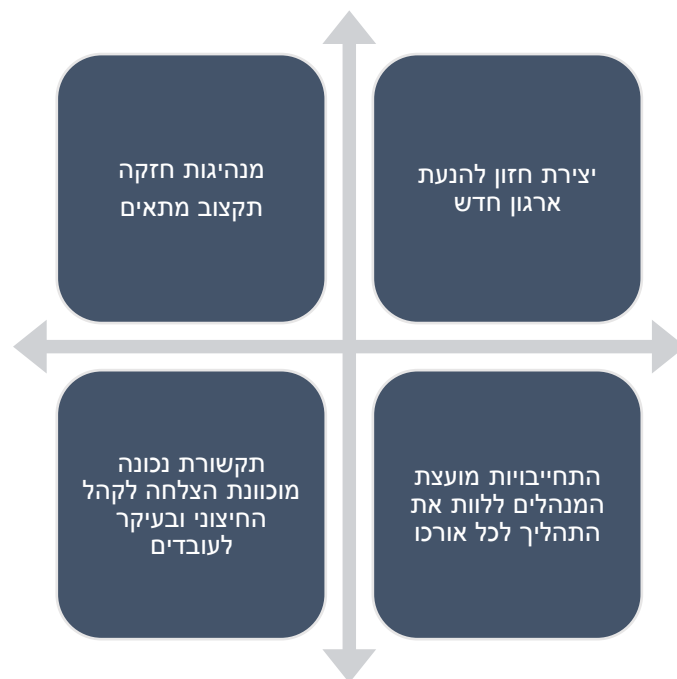 יצירת חזון להנעת
ארגון חדש
מנהיגות חזקה
תקצוב מתאים
התחייבויות מועצת
המנהלים ללוות את
התהליך לכל אורכו
תקשורת נכונה
מוכוונת הצלחה לקהל
החיצוני ובעיקר
לעובדים